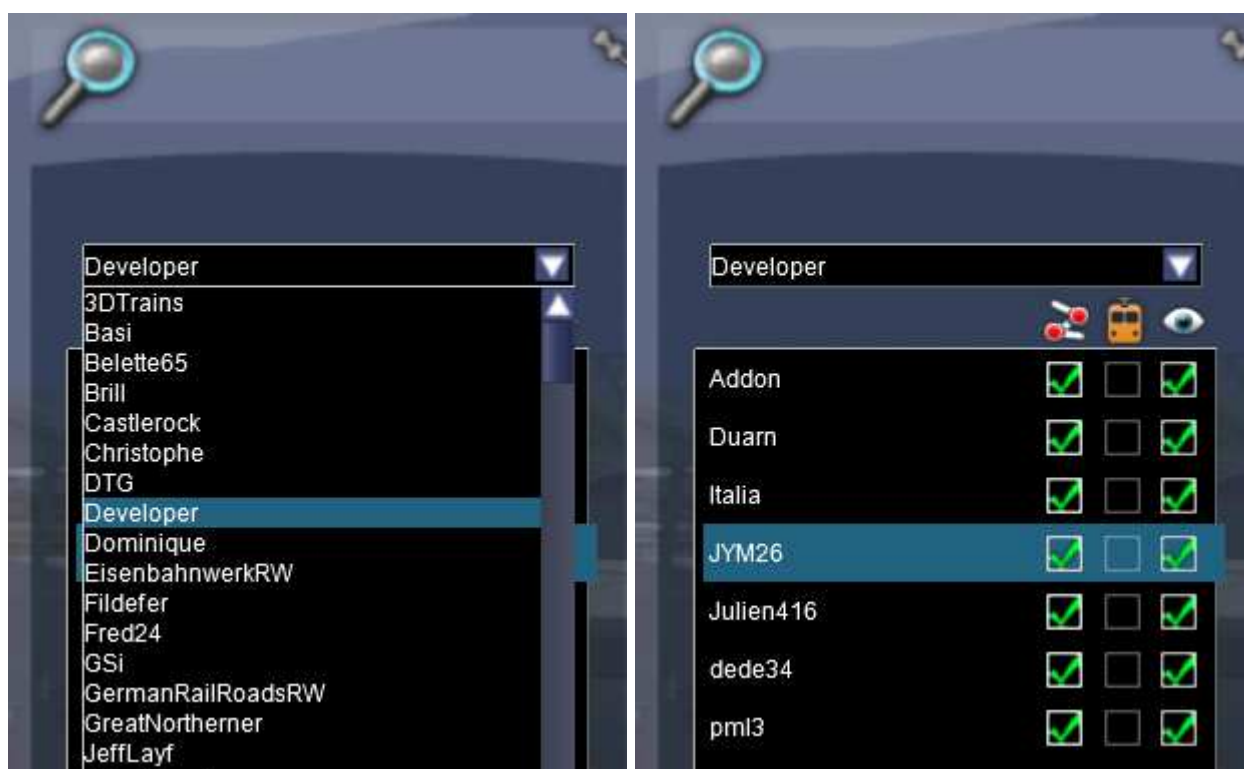 Developer
3DTrains
Basi
Belette65
Brill
Castlerock
Christophe
DTG
Developer
Dominique
EisenbahnwerkRW
Fildefer
Fred24
GSi
GermanRailRoadsRW
GreatNortherner
JeffLayf
Developer
Addon
Duarn
Italia
JYM26
Julien416
dede34
pml3